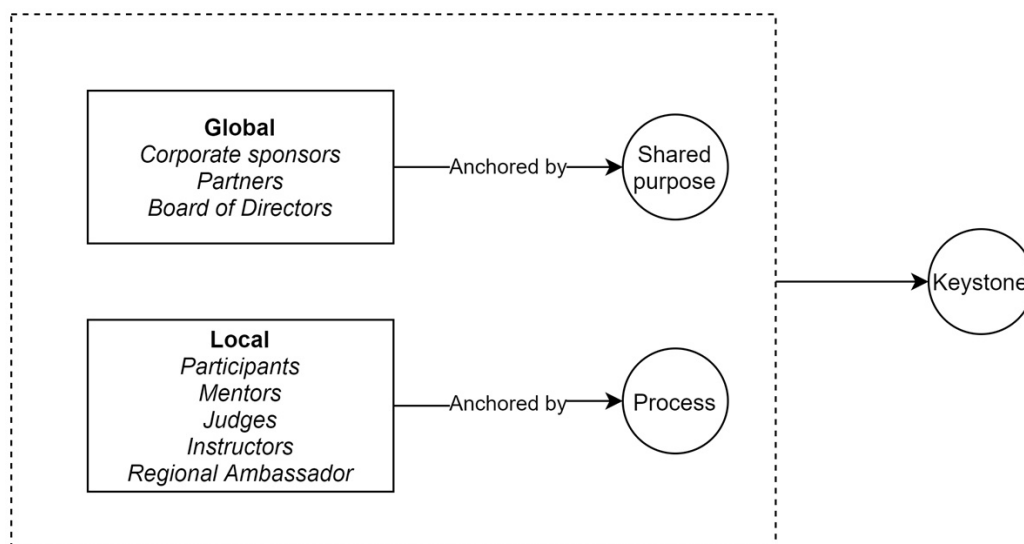 Global
Corporate sponsors
Partners
Board of Directors
Anchored by
Shared
purpose
Keystone
Local
Participants
Mentors
Judges
Instructors
Regional Ambassador
Anchored by
Process